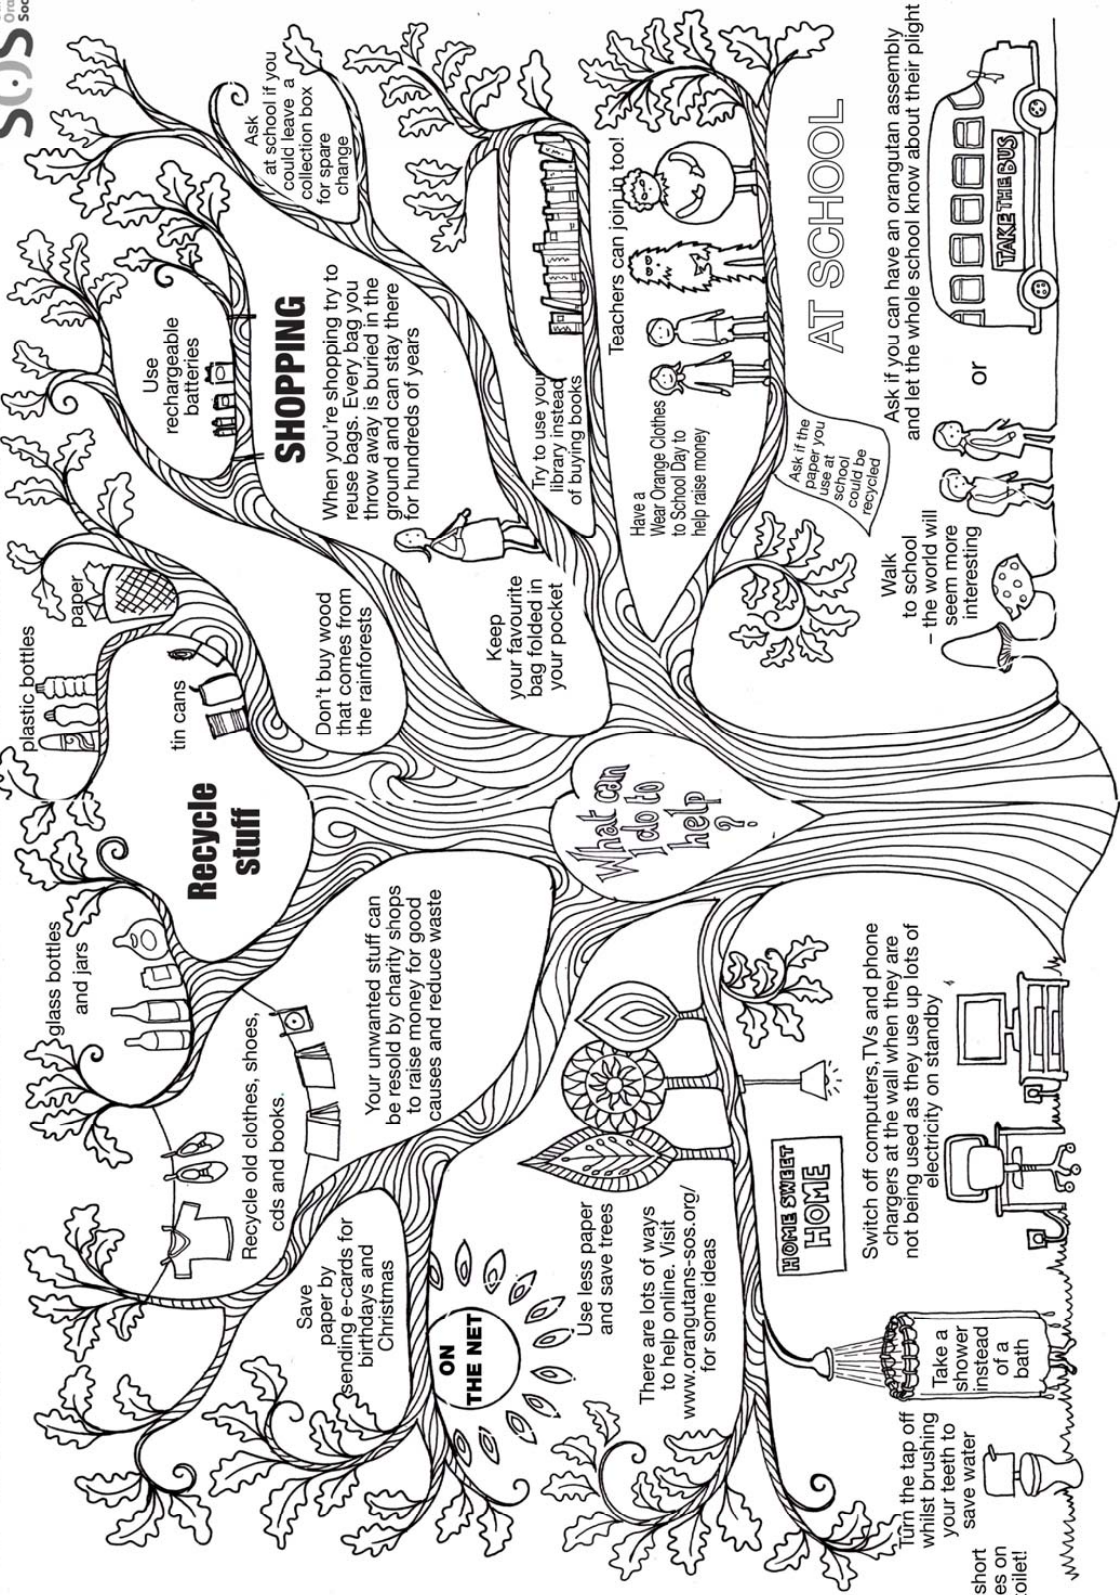 What can
I do to
help
?
Recycle
stuff
glass bottles
and jars
plastic bottles
paper
tin cans
Recycle old clothes, shoes,
cds and books.
Your unwanted stuff can
be resold by charity shops
to raise money for good
causes and reduce waste
Save
paper by
sending e-cards for
birthdays and
Christmas
ON
THE NET
Use less paper
and save trees
There are lots of ways
to help online. Visit
www.orangutans-sos.org/
for some ideas
HOME SWEET
HOME
Switch off computers, TVs and phone
chargers at the wall when they are
not being used as they use up lots of
electricity on standby
Take a
shower
instead
of a
bath
Turn the tap off
whilst brushing
your teeth to
save water
short
es on
oilet!
Use
rechargeable
batteries
SHOPPING
When you're shopping try to
reuse bags. Every bag you
throw away is buried in the
ground and can stay there
for hundreds of years
Don't buy wood
that comes from
the rainforests
Keep
your favourite
bag folded in
your pocket
Ask
at school if you
could leave a
collection box
for spare
change
Try to use you
library instead
of buying books
Teachers can join in too!
Have a
Wear Orange Clothes
to School Day to
help raise money
AT SCHOOL
Ask if the
paper you
use at
school
could be
recycled
Ask if you can have an orangutan assembly
and let the whole school know about their plight
Walk
to school
– the world will
seem more
interesting
or
TAKE THE BUS
SOS
Ora
Soc